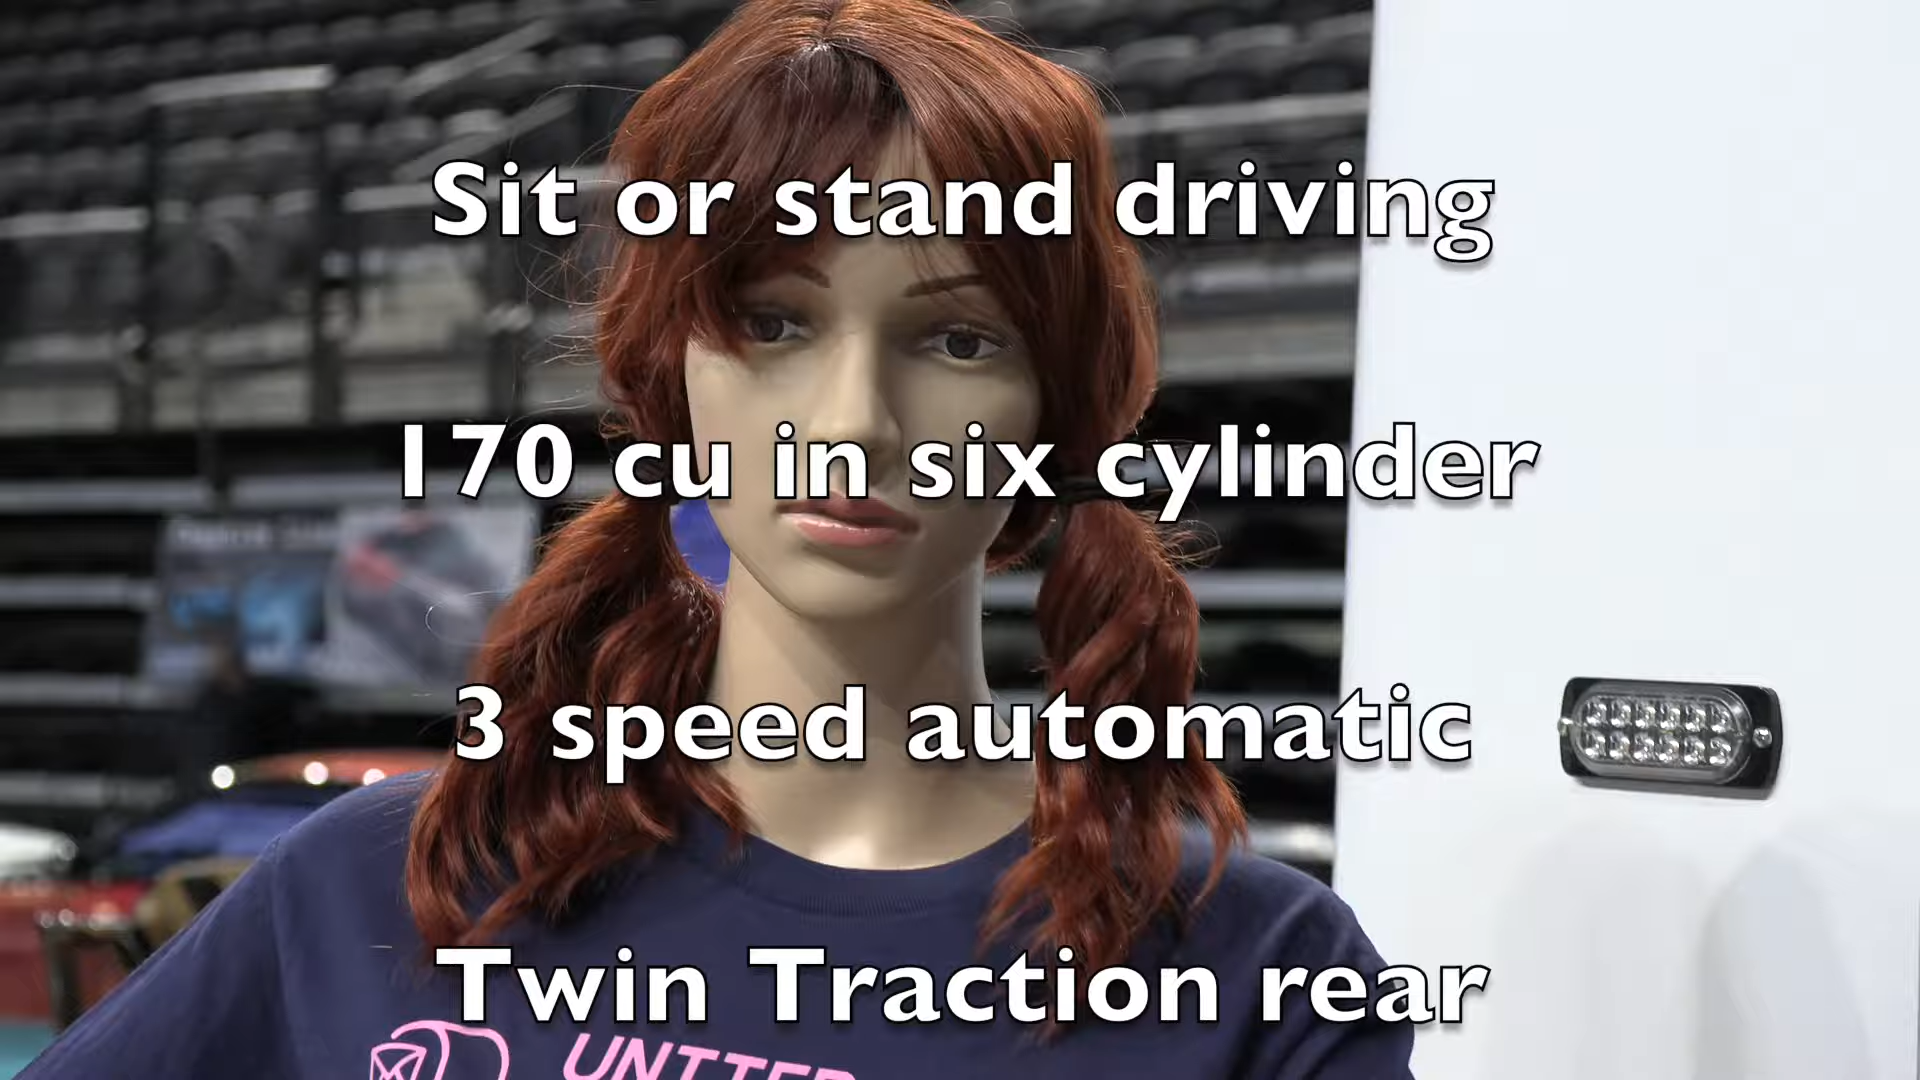 Sit or stand driving
170 cu in six cylinder
3 speed automatic
Twin Traction rear